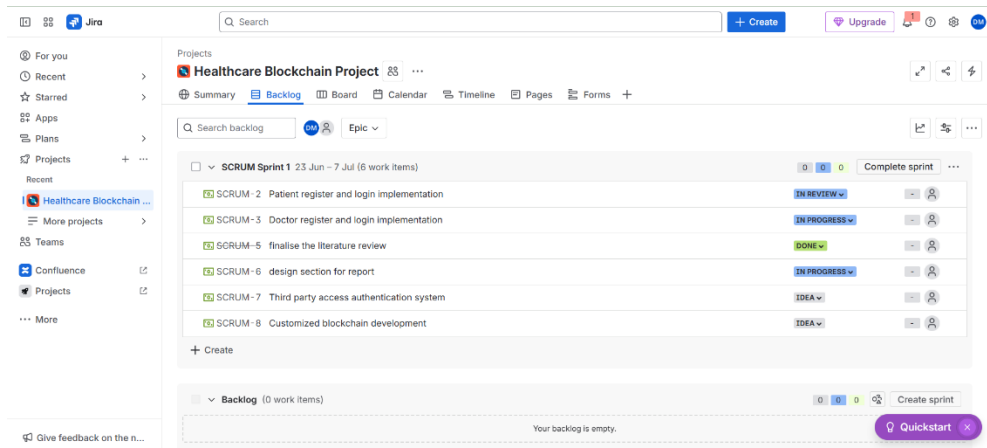 Jira
Search
+ Create
Upgrade
1
DM
For you
Recent
Starred
Apps
Plans
Projects
Recent
Healthcare Blockchain ...
More projects
Teams
Confluence
Projects
More
Give feedback on the n...
Projects
Healthcare Blockchain Project
Summary Backlog Board Calendar Timeline Pages Forms
Search backlog DM Epic
SCRUM Sprint 1 23 Jun – 7 Jul (6 work items) 0 0 0 Complete sprint
SCRUM-2 Patient register and login implementation IN REVIEW -
SCRUM-3 Doctor register and login implementation IN PROGRESS -
SCRUM-5 finalise the literature review DONE -
SCRUM-6 design section for report IN PROGRESS -
SCRUM-7 Third party access authentication system IDEA -
SCRUM-8 Customized blockchain development IDEA -
+ Create
Backlog (0 work items) 0 0 0 Create sprint
Your backlog is empty.
Quickstart